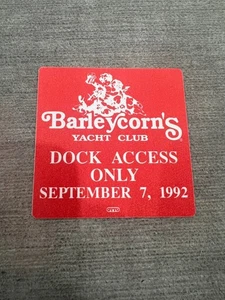 Barleycorn's
YACHT CLUB
DOCK ACCESS
ONLY
SEPTEMBER 7, 1992